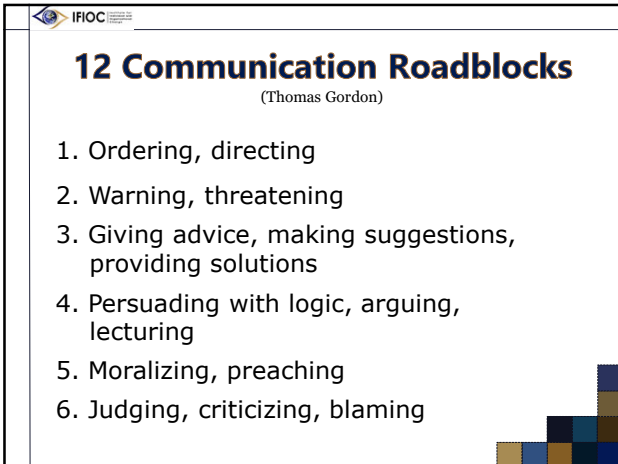 IFIOC
12 Communication Roadblocks
(Thomas Gordon)
1. Ordering, directing
2. Warning, threatening
3. Giving advice, making suggestions,
providing solutions
4. Persuading with logic, arguing,
lecturing
5. Moralizing, preaching
6. Judging, criticizing, blaming